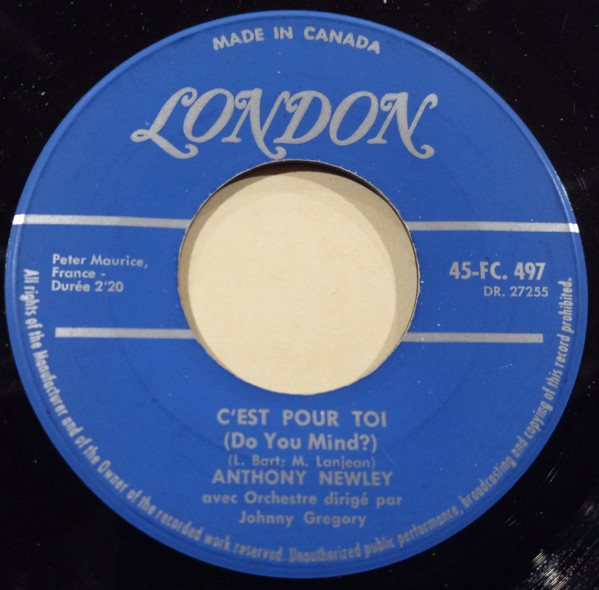 MADE IN CANADA
LONDON
Peter Maurice,
France -
Durée 2'20
45-FC. 497
DR. 27255
C'EST POUR TOI
(Do You Mind?)
(L. Bart; M. Lanjean)
ANTHONY NEWLEY
avec Orchestre dirigé par
Johnny Gregory
All rights of the Manufacturer and of the Owner of the recorded work reserved. Unauthorized public performance, broadcasting and copying of this record prohibited.